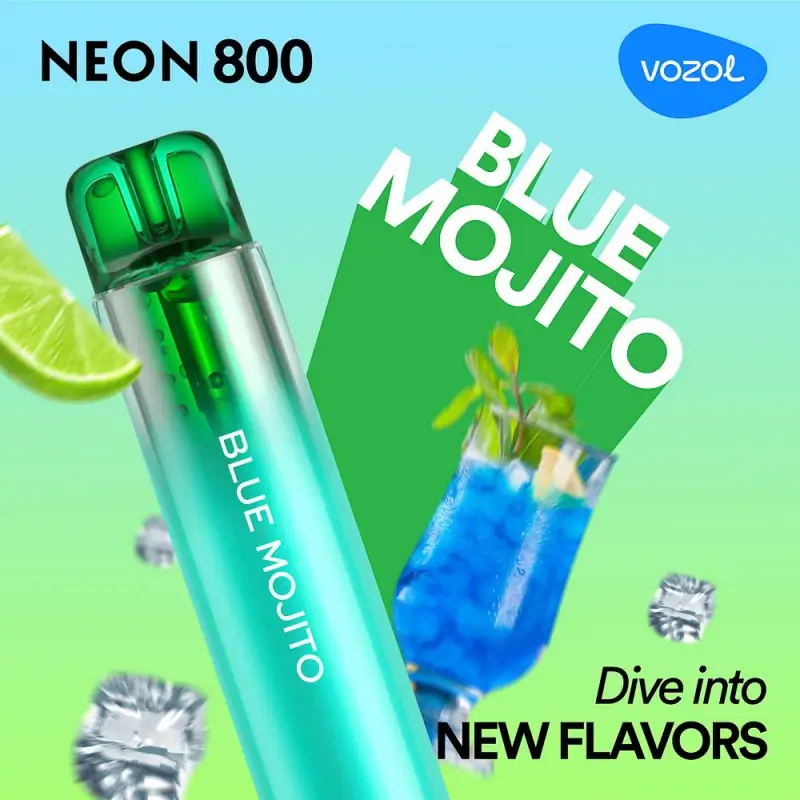 NEON 800
vozol
BLUE
MOJITO
BLUE MOJITO
Dive into
NEW FLAVORS